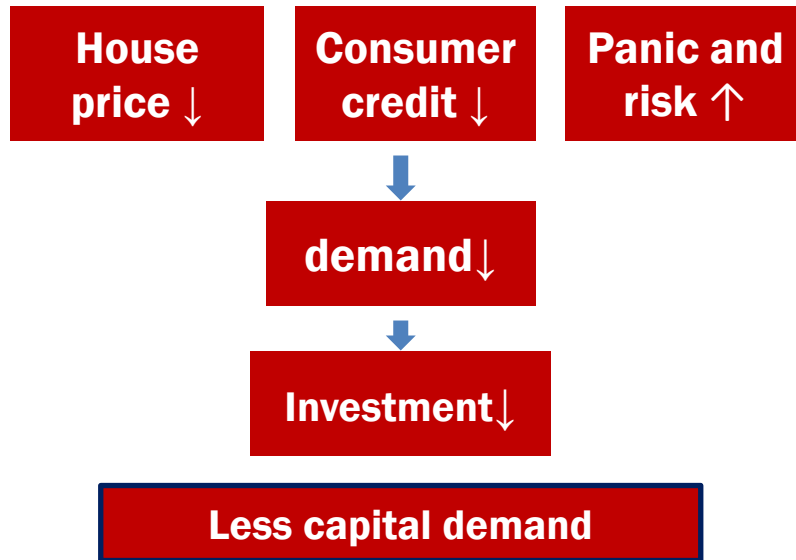 House
price ↓
Consumer
credit ↓
Panic and
risk ↑
demand↓
Investment↓
Less capital demand